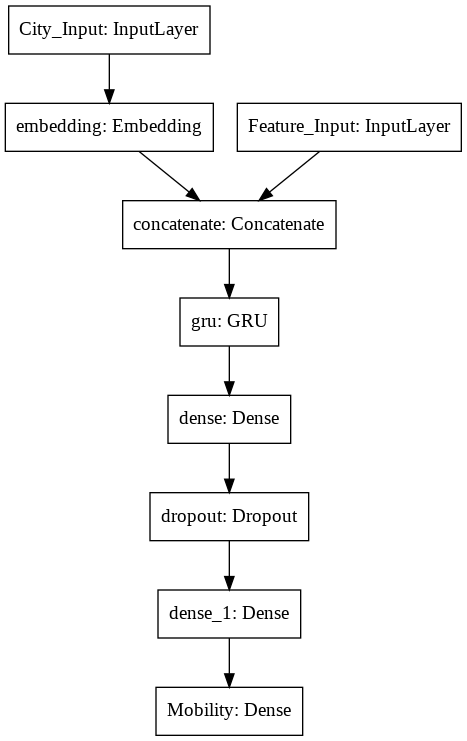 City_Input: InputLayer
embedding: Embedding
Feature_Input: InputLayer
concatenate: Concatenate
gru: GRU
dense: Dense
dropout: Dropout
dense_1: Dense
Mobility: Dense